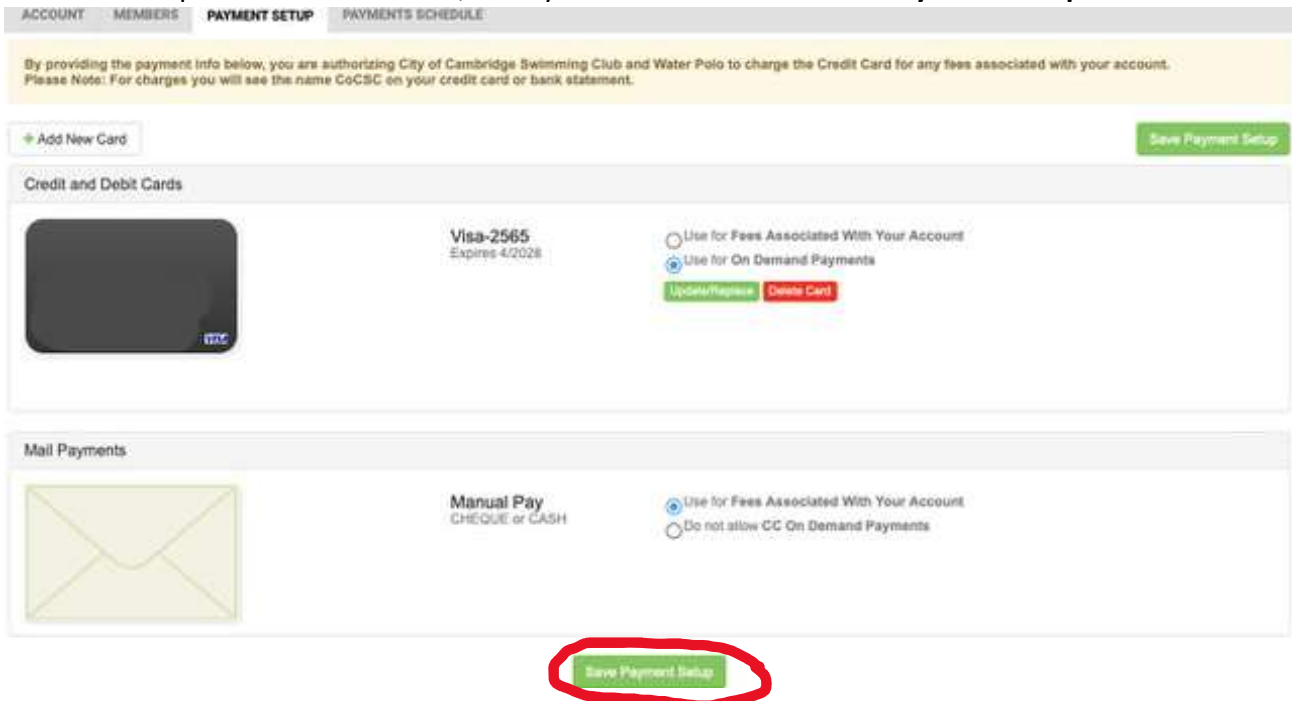 ACCOUNT MEMBERS PAYMENT SETUP PAYMENTS SCHEDULE
By providing the payment info below, you are authorizing City of Cambridge Swimming Club and Water Polo to charge the Credit Card for any fees associated with your account.
Please Note: For charges you will see the name CoCSC on your credit card or bank statement.
+ Add New Card
Save Payment Setup
Credit and Debit Cards
Visa-2565
Expires 4/2028
Use for Fees Associated With Your Account
Use for On Demand Payments
Update/Replace Delete Card
VISA
Mail Payments
Manual Pay
CHEQUE or CASH
Use for Fees Associated With Your Account
Do not allow CC On Demand Payments
Save Payment Setup